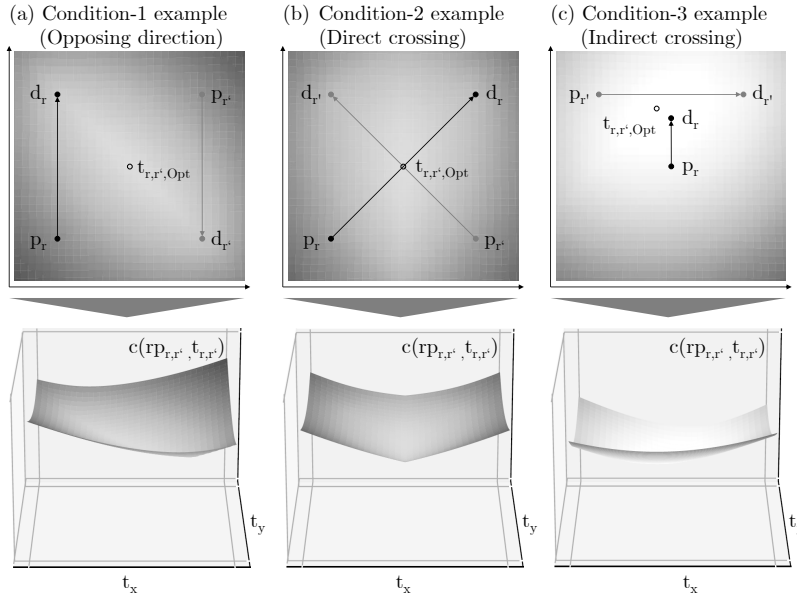 (a) Condition-1 example
(Opposing direction)
(b) Condition-2 example
(Direct crossing)
(c) Condition-3 example
(Indirect crossing)
d_r
p_r‘
t_r,r‘,Opt
p_r
d_r‘
d_r'
d_r
t_r,r‘,Opt
p_r
p_r‘
p_r'
d_r'
t_r,r‘,Opt
d_r
p_r
c(rp_r,r‘ ,t_r,r‘)
t_y
t_x
c(rp_r,r‘ ,t_r,r‘)
t_y
t_x
c(rp_r,r‘ ,t_r,r‘)
t
t_x